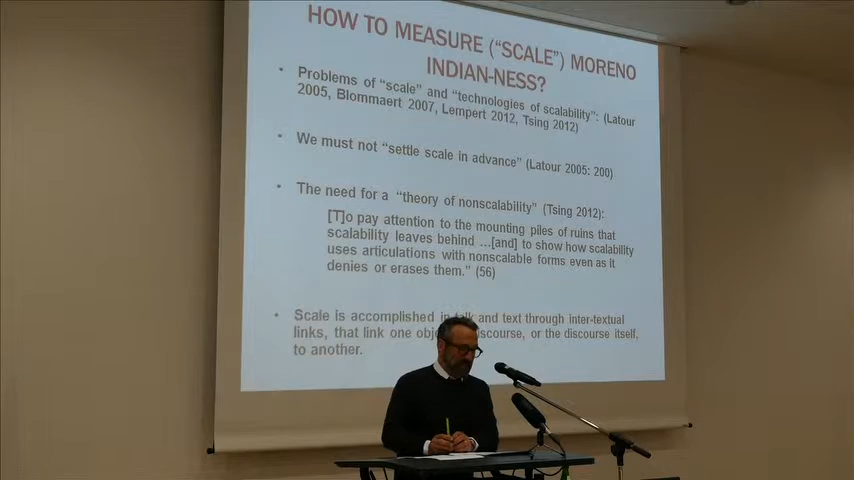 HOW TO MEASURE (“SCALE”) MORENO
INDIAN-NESS?
• Problems of “scale” and “technologies of scalability”: (Latour
2005, Blommaert 2007, Lempert 2012, Tsing 2012)
• We must not “settle scale in advance” (Latour 2005: 200)
• The need for a “theory of nonscalability” (Tsing 2012):
[T]o pay attention to the mounting piles of ruins that
scalability leaves behind …[and] to show how scalability
uses articulations with nonscalable forms even as it
denies or erases them.” (56)
• Scale is accomplished in talk and text through inter-textual
links, that link one discourse, or the discourse itself,
to another.